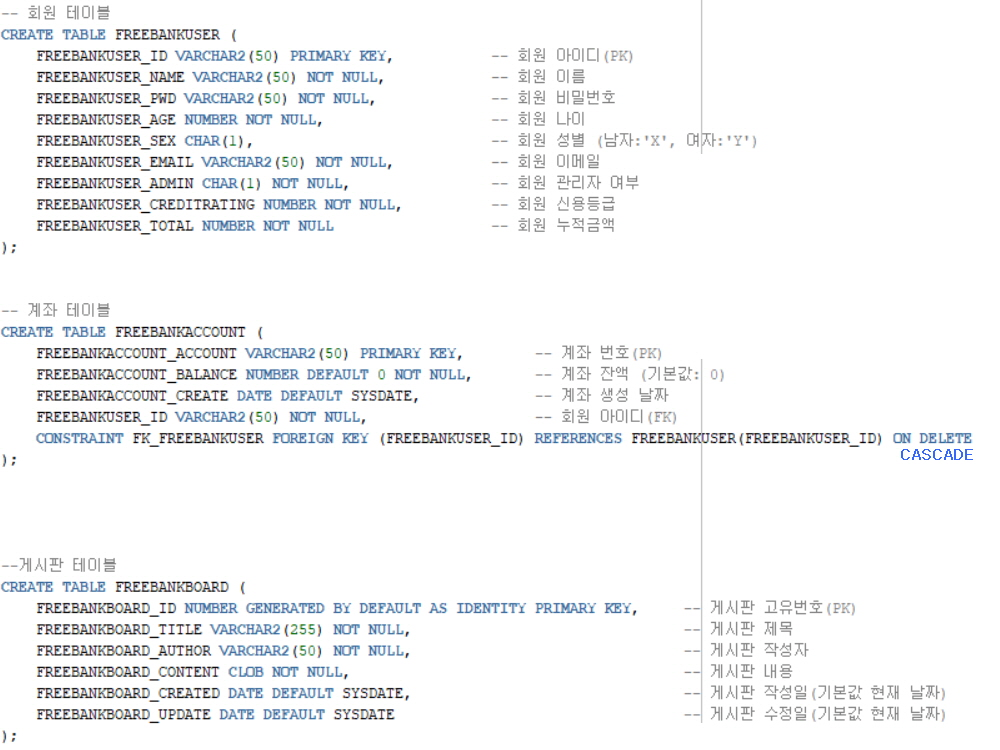 -- 회원 테이블
CREATE TABLE FREEBANKUSER (
FREEBANKUSER_ID VARCHAR2(50) PRIMARY KEY, -- 회원 아이디(PK)
FREEBANKUSER_NAME VARCHAR2(50) NOT NULL, -- 회원 이름
FREEBANKUSER_PWD VARCHAR2(50) NOT NULL, -- 회원 비밀번호
FREEBANKUSER_AGE NUMBER NOT NULL, -- 회원 나이
FREEBANKUSER_SEX CHAR(1), -- 회원 성별 (남자:'X', 여자:'Y')
FREEBANKUSER_EMAIL VARCHAR2(50) NOT NULL, -- 회원 이메일
FREEBANKUSER_ADMIN CHAR(1) NOT NULL, -- 회원 관리자 여부
FREEBANKUSER_CREDITRATING NUMBER NOT NULL, -- 회원 신용등급
FREEBANKUSER_TOTAL NUMBER NOT NULL -- 회원 누적금액
);
-- 계좌 테이블
CREATE TABLE FREEBANKACCOUNT (
FREEBANKACCOUNT_ACCOUNT VARCHAR2(50) PRIMARY KEY, -- 계좌 번호(PK)
FREEBANKACCOUNT_BALANCE NUMBER DEFAULT 0 NOT NULL, -- 계좌 잔액 (기본값: 0)
FREEBANKACCOUNT_CREATE DATE DEFAULT SYSDATE, -- 계좌 생성 날짜
FREEBANKUSER_ID VARCHAR2(50) NOT NULL, -- 회원 아이디(FK)
CONSTRAINT FK_FREEBANKUSER FOREIGN KEY (FREEBANKUSER_ID) REFERENCES FREEBANKUSER(FREEBANKUSER_ID) ON DELETE
CASCADE
);
--게시판 테이블
CREATE TABLE FREEBANKBOARD (
FREEBANKBOARD_ID NUMBER GENERATED BY DEFAULT AS IDENTITY PRIMARY KEY, -- 게시판 고유번호(PK)
FREEBANKBOARD_TITLE VARCHAR2(255) NOT NULL, -- 게시판 제목
FREEBANKBOARD_AUTHOR VARCHAR2(50) NOT NULL, -- 게시판 작성자
FREEBANKBOARD_CONTENT CLOB NOT NULL, -- 게시판 내용
FREEBANKBOARD_CREATED DATE DEFAULT SYSDATE, -- 게시판 작성일(기본값 현재 날짜)
FREEBANKBOARD_UPDATE DATE DEFAULT SYSDATE -- 게시판 수정일(기본값 현재 날짜)
);